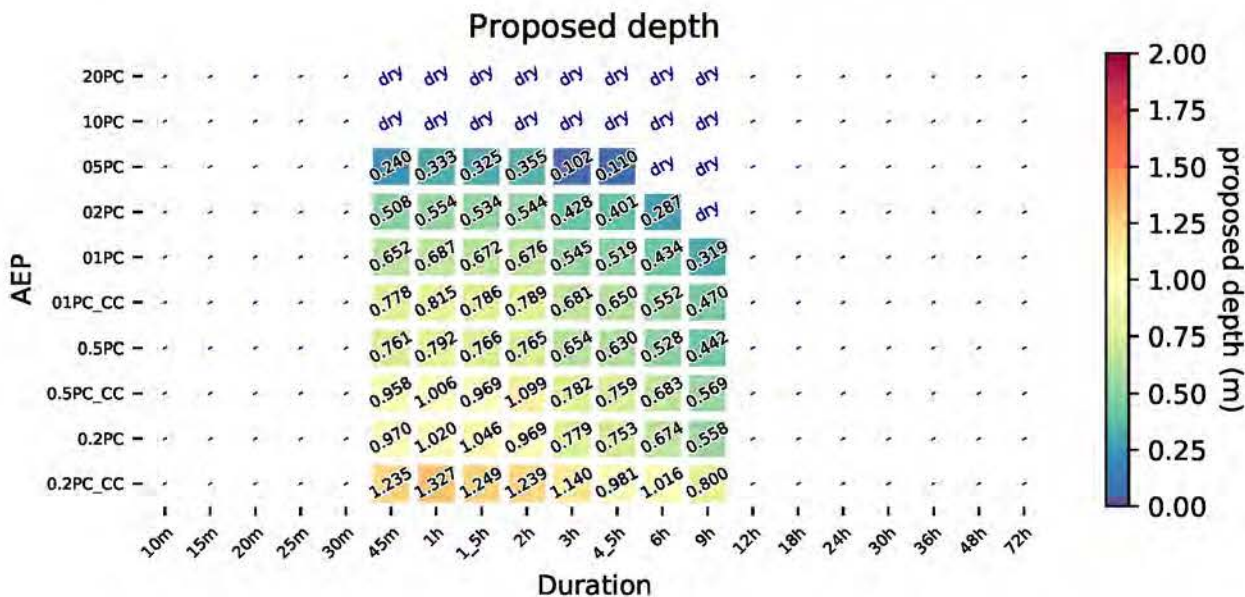 Proposed depth
20PC - - - - - dry dry dry dry dry dry dry dry - - - - - - -
10PC - - - - - dry dry dry dry dry dry dry dry - - - - - - -
05PC - - - - - 0.240 0.333 0.325 0.355 0.102 0.110 dry dry - - - - - - -
02PC - - - - - 0.508 0.554 0.534 0.544 0.428 0.401 0.287 dry - - - - - - -
01PC - - - - - 0.652 0.687 0.672 0.676 0.545 0.519 0.434 0.319 - - - - - - -
01PC_CC - - - - - 0.778 0.815 0.786 0.789 0.681 0.650 0.552 0.470 - - - - - - -
0.5PC - - - - - 0.761 0.792 0.766 0.765 0.654 0.630 0.528 0.442 - - - - - - -
0.5PC_CC - - - - - 0.958 1.006 0.969 1.099 0.782 0.759 0.683 0.569 - - - - - - -
0.2PC - - - - - 0.970 1.020 1.046 0.969 0.779 0.753 0.674 0.558 - - - - - - -
0.2PC_CC - - - - - 1.235 1.327 1.249 1.239 1.140 0.981 1.016 0.800 - - - - - - -
AEP
10m 15m 20m 25m 30m 45m 1h 1_5h 2h 3h 4_5h 6h 9h 12h 18h 24h 30h 36h 48h 72h
Duration
2.00
1.75
1.50
1.25
1.00
0.75
0.50
0.25
0.00
proposed depth (m)